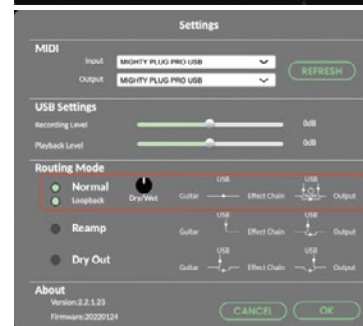 Settings
MIDI
Input MIGHTY PLUG PRO USB
Output MIGHTY PLUG PRO USB
REFRESH
USB Settings
Recording Level 0dB
Playback Level 0dB
Routing Mode
Normal
Loopback
Dry/Wet
USB USB
Guitar Effect Chain Output
Reamp
USB USB
Guitar Effect Chain Output
Dry Out
USB USB
Guitar Effect Chain Output
About
Version:2.2.1.23
Firmware:20220124
CANCEL OK